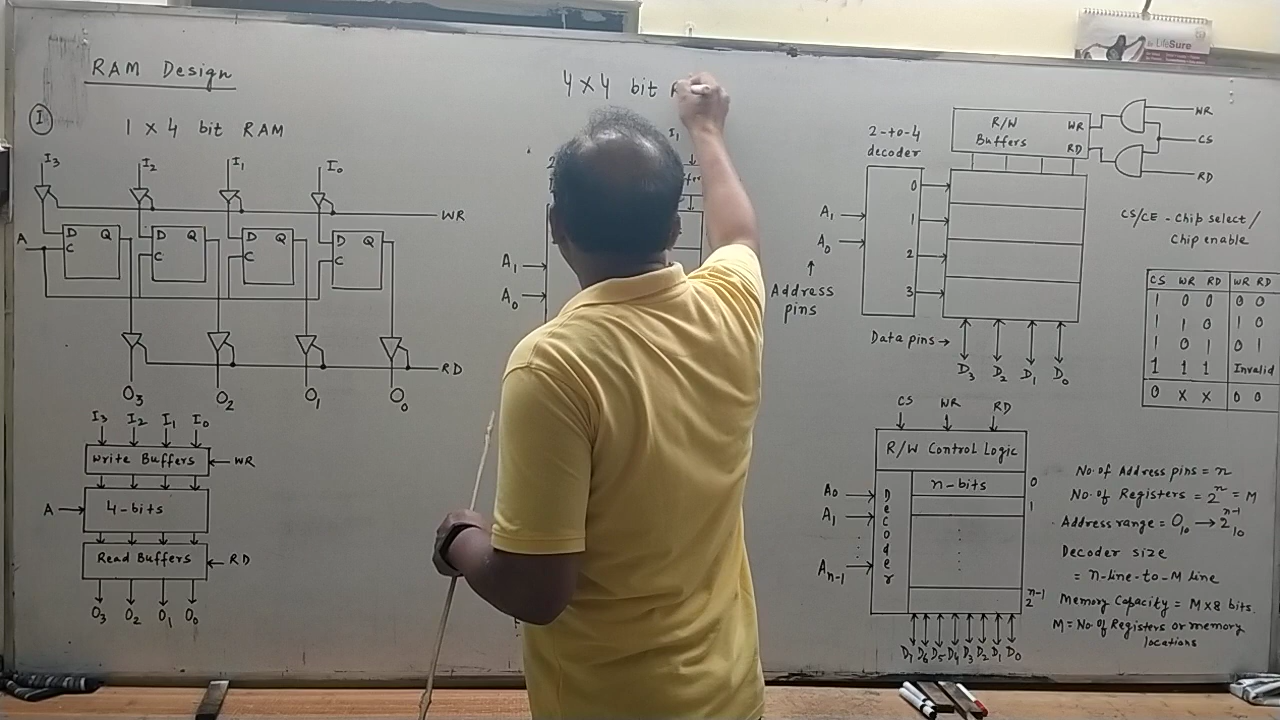 RAM Design
I
1 X 4 bit RAM
I3 I2 I1 I0
WR
D Q D Q D Q D Q
A
C C C C
RD
O3 O2 O1 O0
I3 I2 I1 I0
Write Buffers WR
A 4-bits
Read Buffers RD
O3 O2 O1 O0
4 X 4 bit
I1
A1
A0
Address
pins
2-to-4
decoder
R/W
Buffers
WR
RD
WR
CS
RD
A1
A0
0
1
2
3
Data pins →
D3 D2 D1 D0
CS/CE - Chip select/
Chip enable
CS WR RD WR RD
1 0 0 0 0
1 1 0 1 0
1 0 1 0 1
1 1 1 Invalid
0 X X 0 0
CS WR RD
R/W Control Logic
n-bits
0
1
A0
A1
An-1
Decoder
2^n-1
D7 D6 D5 D4 D3 D2 D1 D0
No. of Address pins = n
No. of Registers = 2^n = M
Address range = 0₁₀ → 2^n-1₁₀
Decoder size
= n-line-to-M line
Memory Capacity = M X 8 bits.
M = No. of Registers or memory
locations
LifeSure